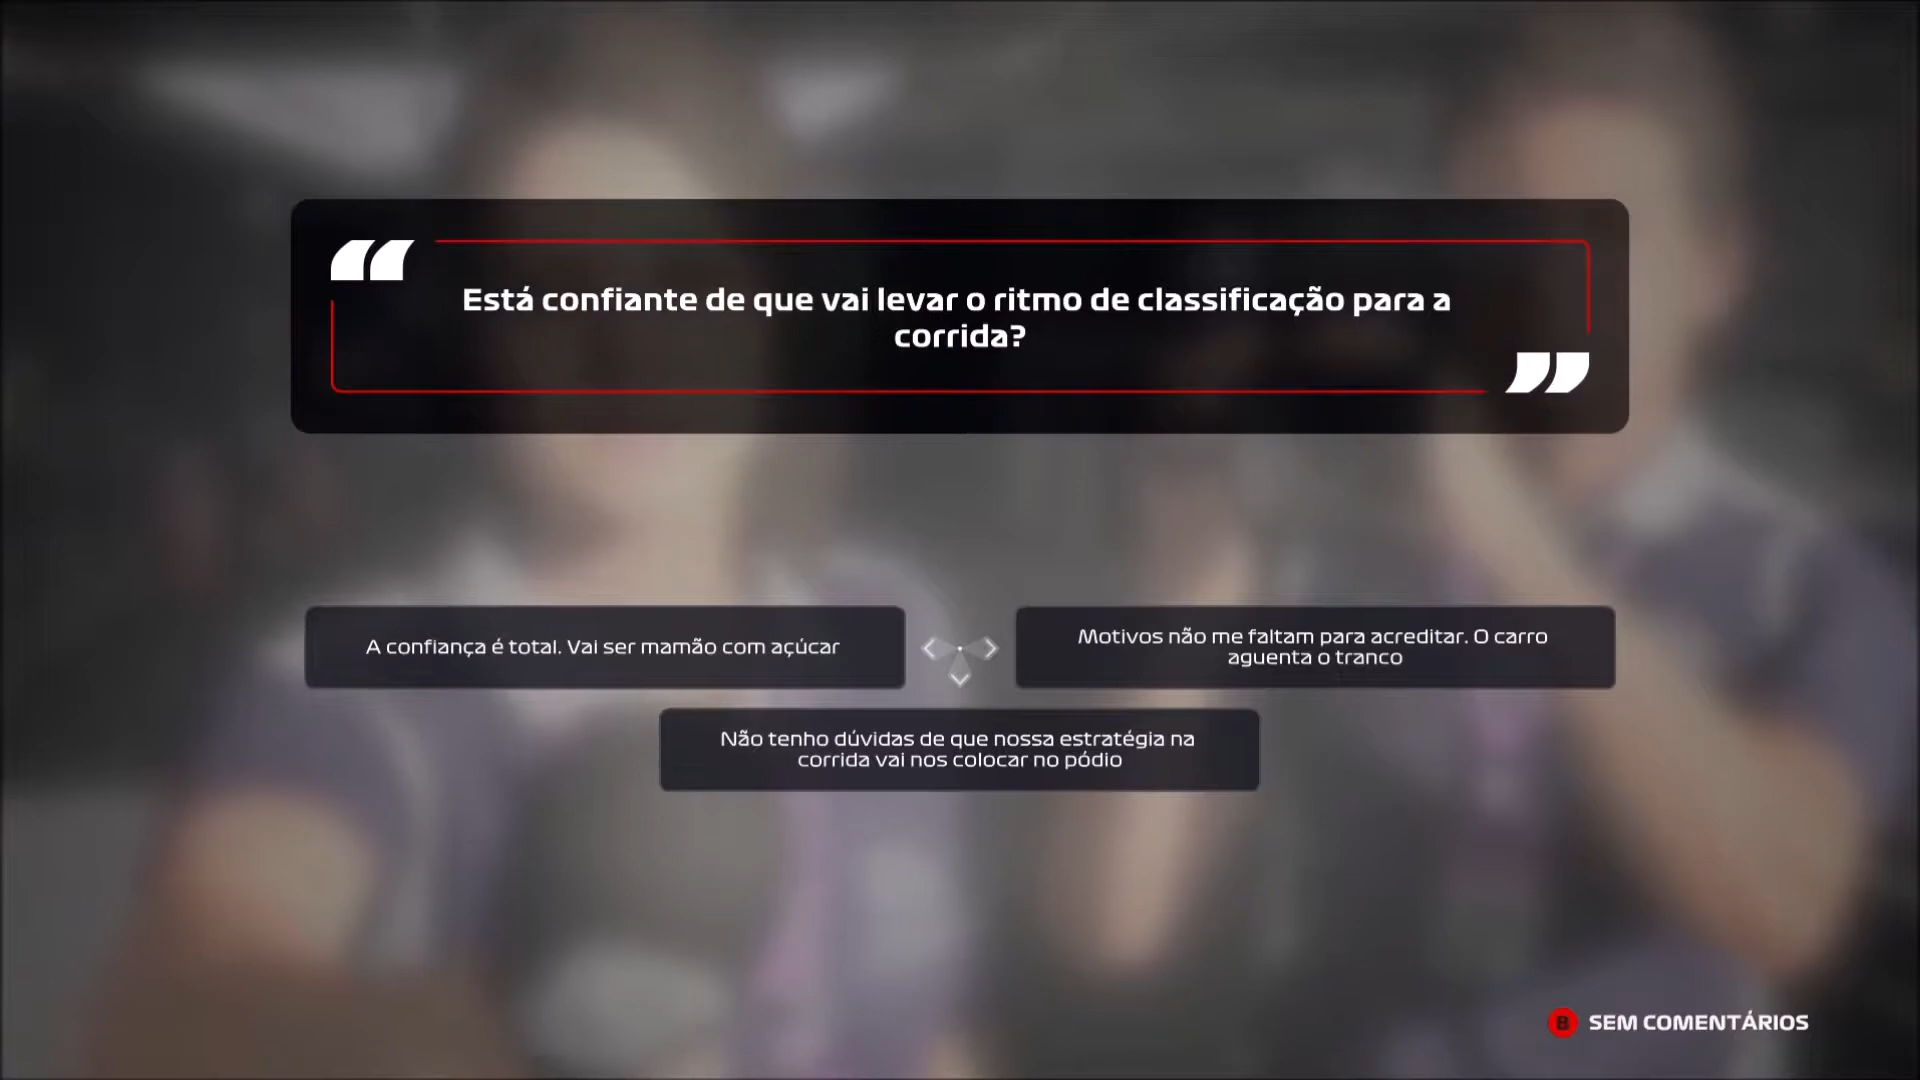 Está confiante de que vai levar o ritmo de classificação para a
corrida?
A confiança é total. Vai ser mamão com açúcar
Motivos não me faltam para acreditar. O carro
aguenta o tranco
Não tenho dúvidas de que nossa estratégia na
corrida vai nos colocar no pódio
B SEM COMENTÁRIOS